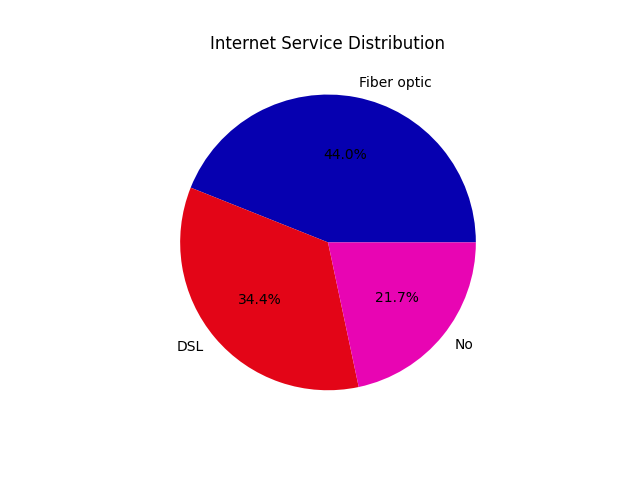 Internet Service Distribution
Fiber optic
44.0%
34.4%
21.7%
DSL
No